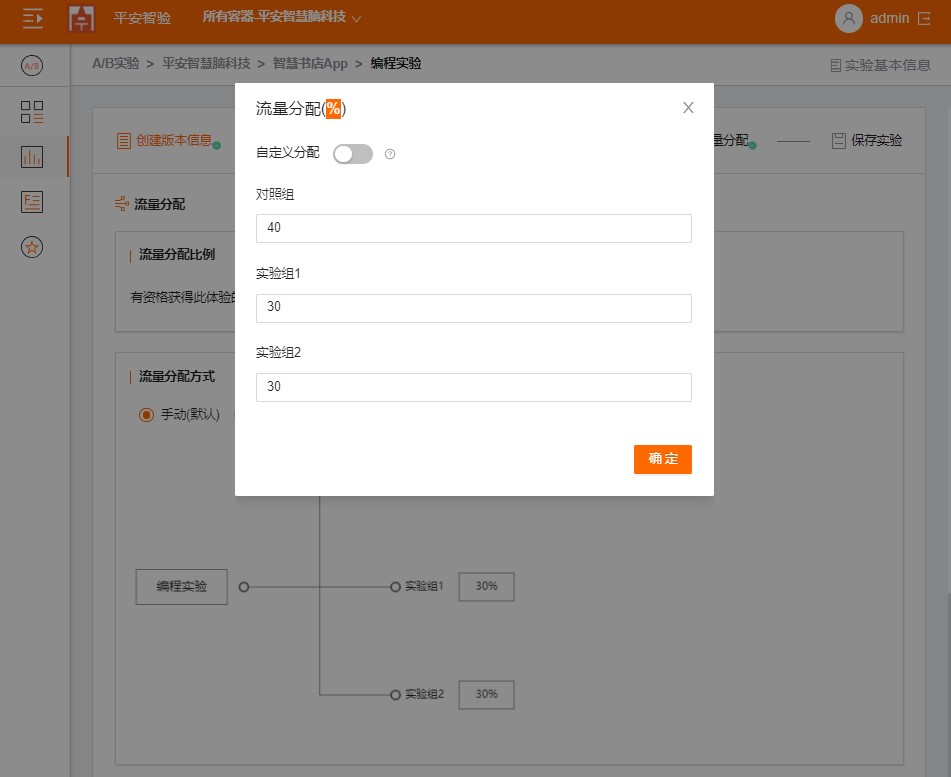 平安智验
所有容器-平安智慧脑科技
admin
A/B
A/B实验 > 平安智慧脑科技 > 智慧书店App > 编程实验
实验基本信息
流量分配(%)
创建版本信息
量分配
保存实验
自定义分配
流量分配
对照组
40
流量分配比例
实验组1
有资格获得此体验的
30
实验组2
流量分配方式
30
手动(默认)
确定
编程实验
实验组1
30%
实验组2
30%